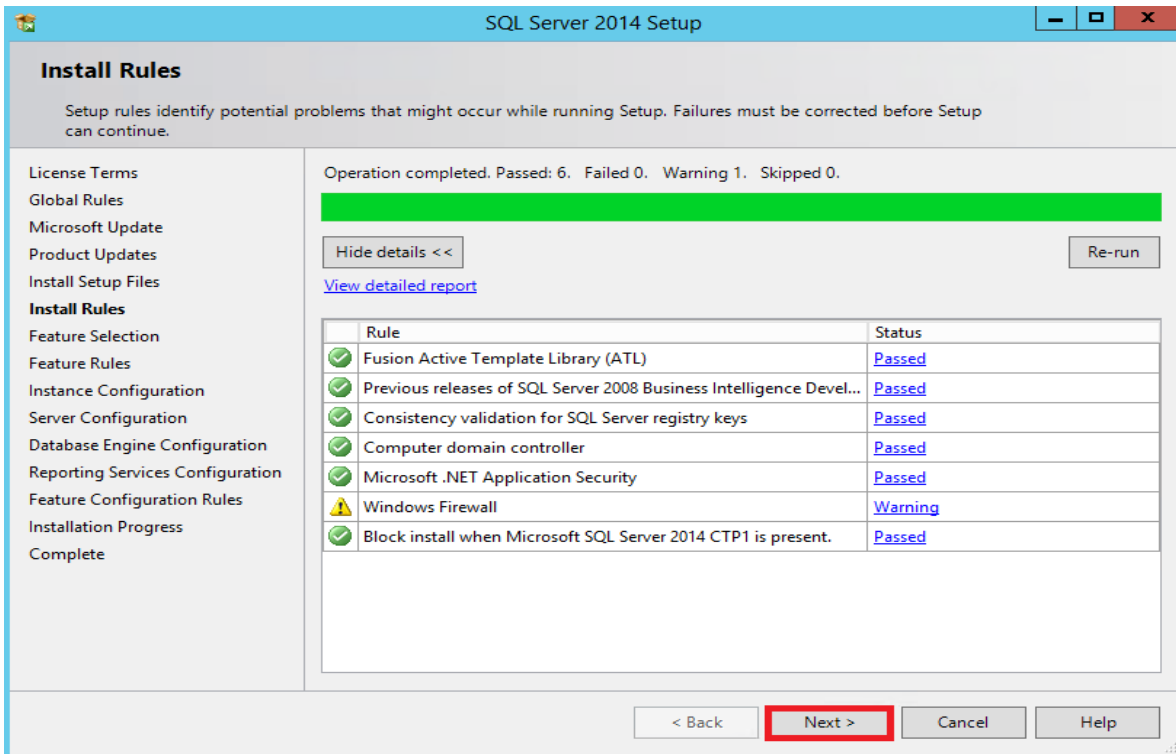 SQL Server 2014 Setup
Install Rules
Setup rules identify potential problems that might occur while running Setup. Failures must be corrected before Setup
can continue.
License Terms
Global Rules
Microsoft Update
Product Updates
Install Setup Files
Install Rules
Feature Selection
Feature Rules
Instance Configuration
Server Configuration
Database Engine Configuration
Reporting Services Configuration
Feature Configuration Rules
Installation Progress
Complete
Operation completed. Passed: 6.   Failed 0.   Warning 1.   Skipped 0.
Hide details <<
Re-run
View detailed report
Rule Status
Fusion Active Template Library (ATL) Passed
Previous releases of SQL Server 2008 Business Intelligence Devel... Passed
Consistency validation for SQL Server registry keys Passed
Computer domain controller Passed
Microsoft .NET Application Security Passed
Windows Firewall Warning
Block install when Microsoft SQL Server 2014 CTP1 is present. Passed
< Back Next > Cancel Help